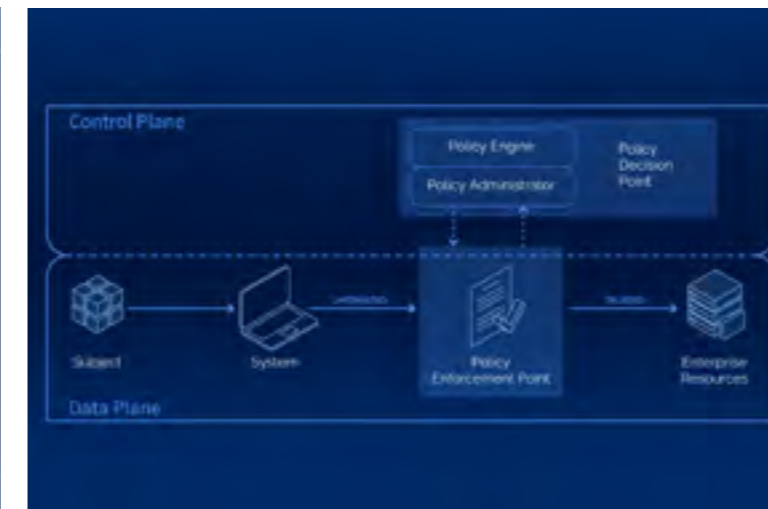 Control Plane
Policy Engine
Policy Administrator
Policy
Decision
Point
Subject
System
Policy
Enforcement Point
Enterprise
Resources
Data Plane